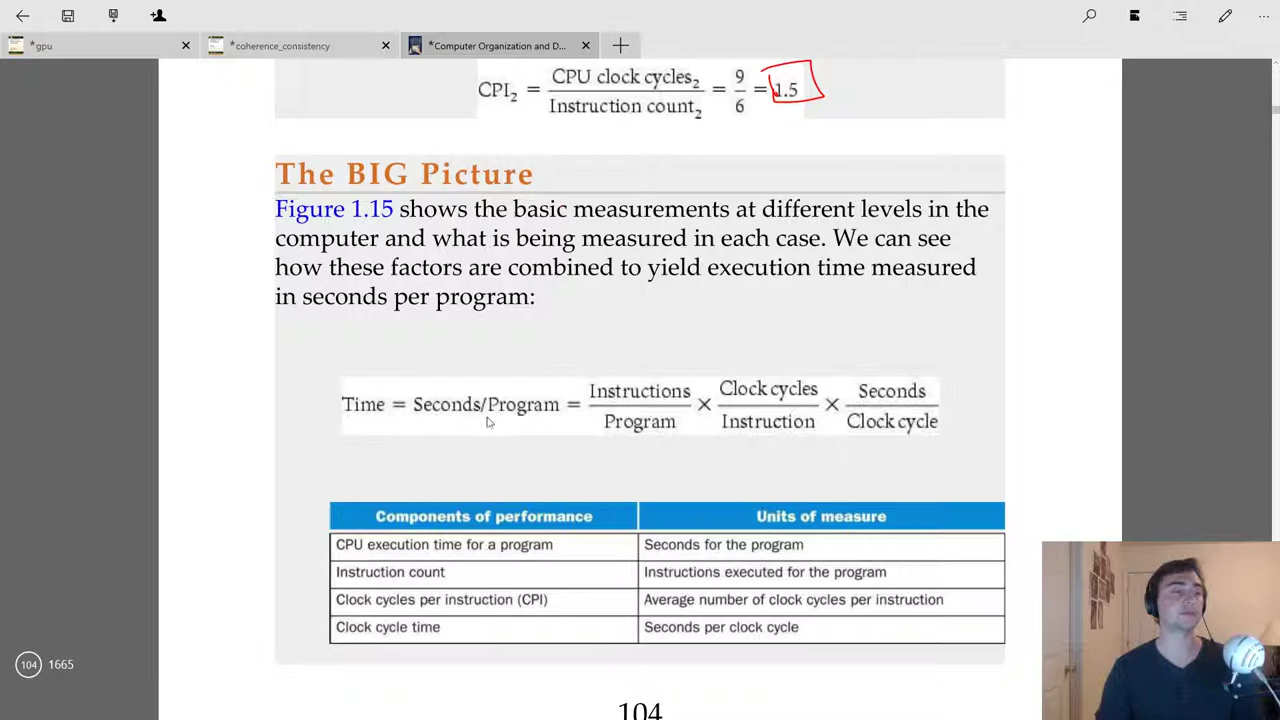 *gpu
*coherence_consistency
*Computer Organization and D...
CPI₂ = CPU clock cycles₂ / Instruction count₂ = 9/6 = 1.5
The BIG Picture
Figure 1.15 shows the basic measurements at different levels in the
computer and what is being measured in each case. We can see
how these factors are combined to yield execution time measured
in seconds per program:
Time = Seconds/Program = Instructions/Program × Clock cycles/Instruction × Seconds/Clock cycle
Components of performance Units of measure
CPU execution time for a program Seconds for the program
Instruction count Instructions executed for the program
Clock cycles per instruction (CPI) Average number of clock cycles per instruction
Clock cycle time Seconds per clock cycle
104 1665
104